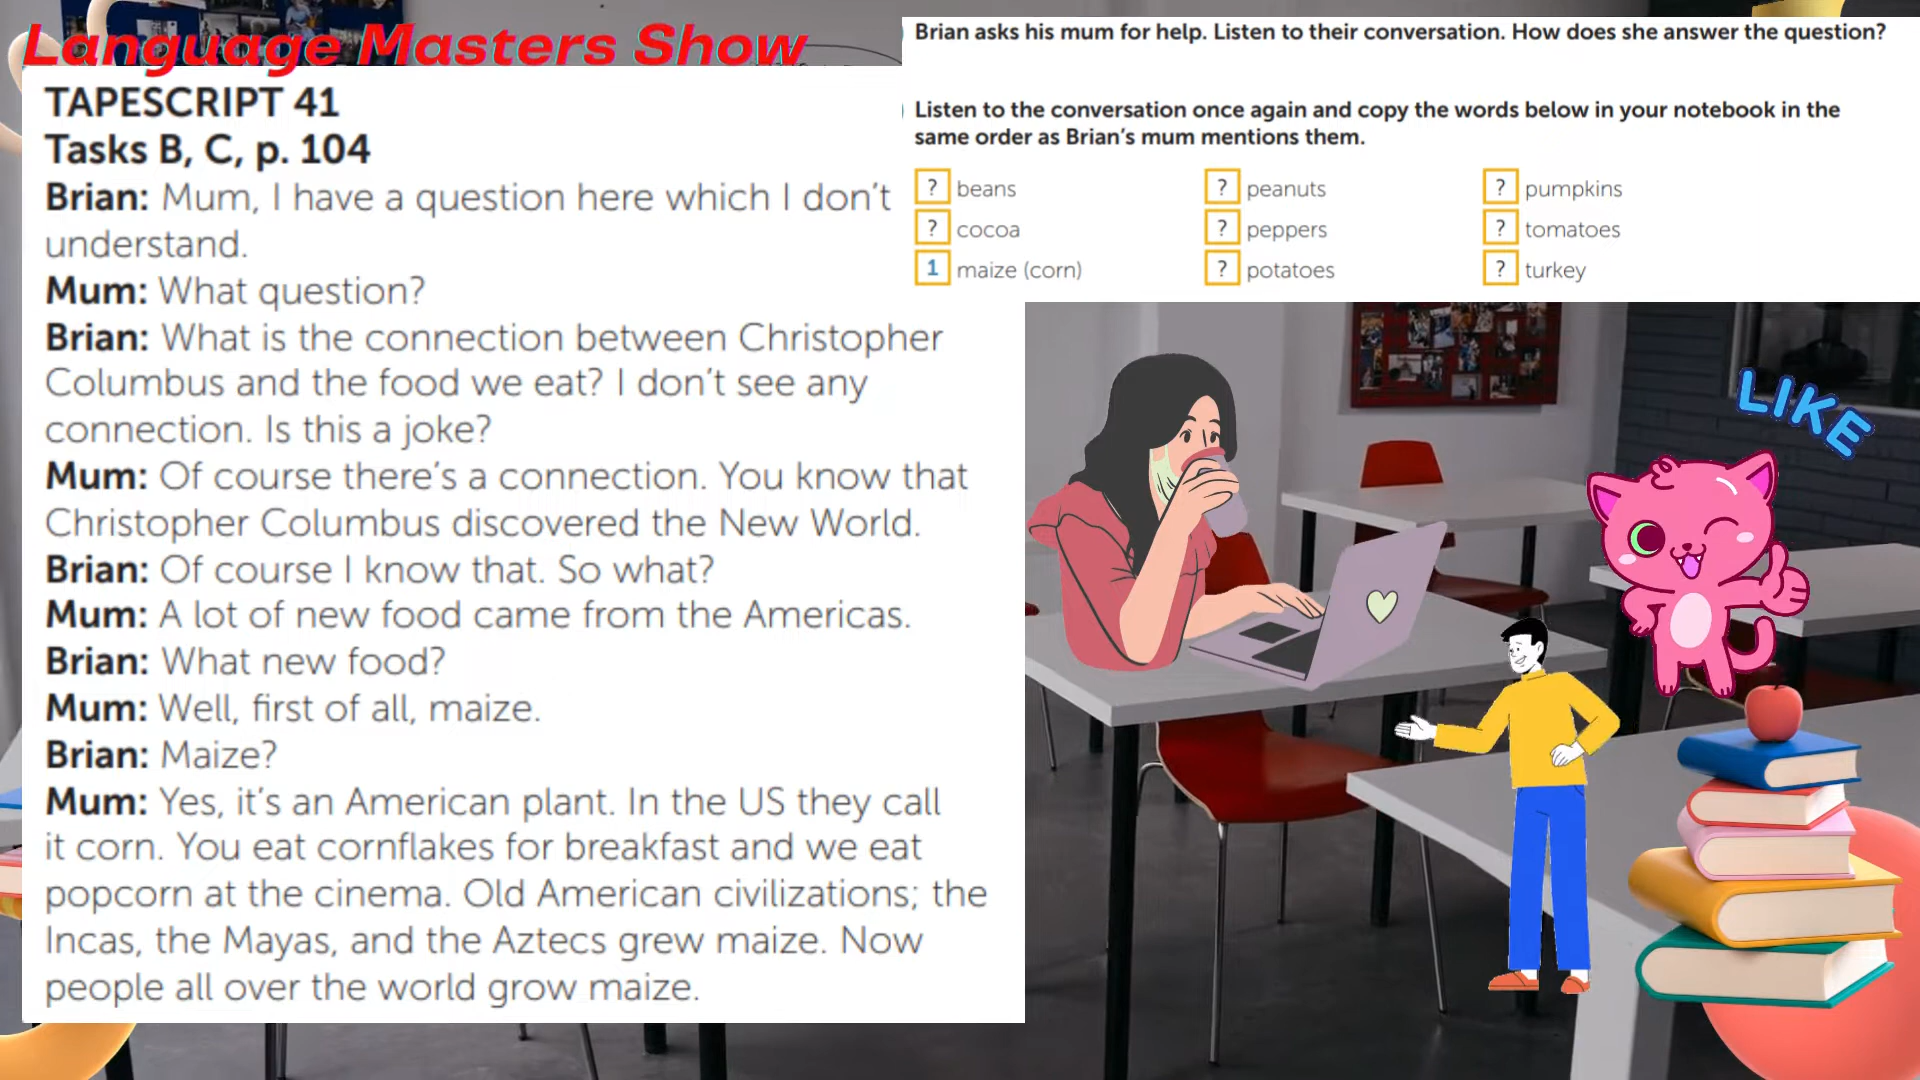 Language Masters Show
TAPESCRIPT 41
Tasks B, C, p. 104
Brian: Mum, I have a question here which I don't
understand.
Mum: What question?
Brian: What is the connection between Christopher
Columbus and the food we eat? I don't see any
connection. Is this a joke?
Mum: Of course there's a connection. You know that
Christopher Columbus discovered the New World.
Brian: Of course I know that. So what?
Mum: A lot of new food came from the Americas.
Brian: What new food?
Mum: Well, first of all, maize.
Brian: Maize?
Mum: Yes, it's an American plant. In the US they call
it corn. You eat cornflakes for breakfast and we eat
popcorn at the cinema. Old American civilizations; the
Incas, the Mayas, and the Aztecs grew maize. Now
people all over the world grow maize.
Brian asks his mum for help. Listen to their conversation. How does she answer the question?
Listen to the conversation once again and copy the words below in your notebook in the
same order as Brian's mum mentions them.
? beans ? peanuts ? pumpkins
? cocoa ? peppers ? tomatoes
1 maize (corn) ? potatoes ? turkey
LIKE